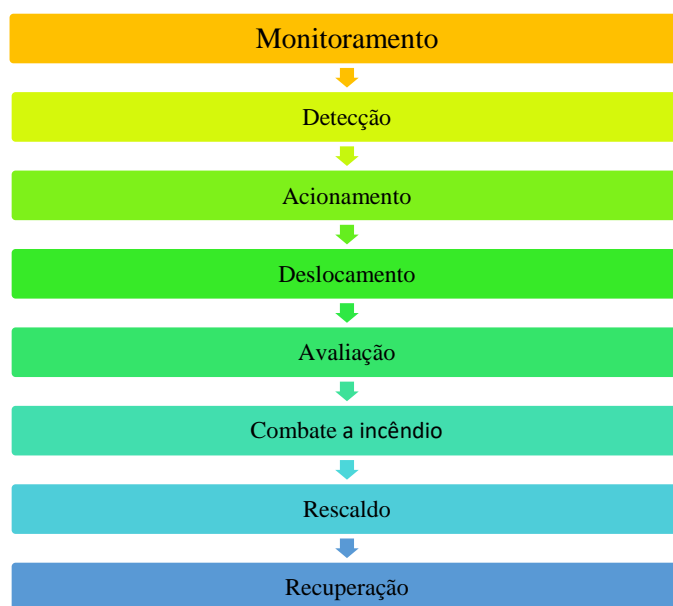 Monitoramento
Detecção
Acionamento
Deslocamento
Avaliação
Combate a incêndio
Rescaldo
Recuperação